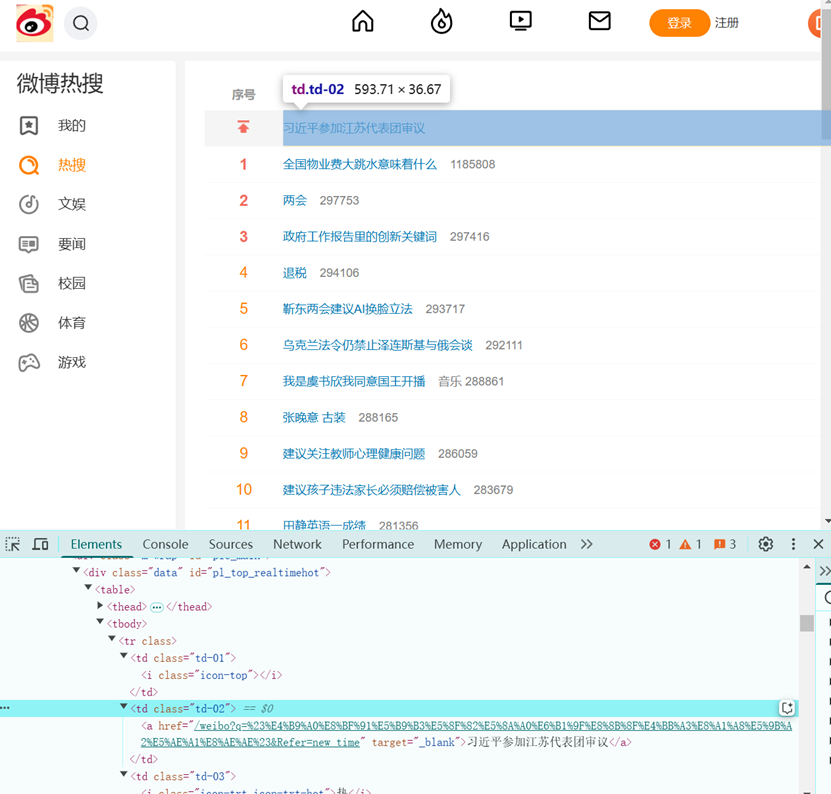 登录 注册
微博热搜
我的
热搜
文娱
要闻
校园
体育
游戏
序号
td.td-02 593.71 × 36.67
习近平参加江苏代表团审议
1 全国物业费大跳水意味着什么 1185808
2 两会 297753
3 政府工作报告里的创新关键词 297416
4 退税 294106
5 靳东两会建议AI换脸立法 293717
6 乌克兰法令仍禁止泽连斯基与俄会谈 292111
7 我是虞书欣我同意国王开播 音乐 288861
8 张晚意 古装 288165
9 建议关注教师心理健康问题 286059
10 建议孩子违法家长必须赔偿被害人 283679
11 田静英语一成绩 281356
Elements Console Sources Network Performance Memory Application 1 1 3
<div class="data" id="pl_top_realtimehot">
<table>
<thead> ⋯ </thead>
<tbody>
<tr class>
<td class="td-01">
<i class="icon-top"></i>
</td>
<td class="td-02"> == $0
<a href="/weibo?q=%23%E4%B9%A0%E8%BF%91%E5%B9%B3%E5%8F%82%E5%8A%A0%E6%B1%9F%E8%8B%8F%E4%BB%A3%E8%A1%A8%E5%9B%A
2%E5%AE%A1%E8%AE%AE%23&Refer=new_time" target="_blank">习近平参加江苏代表团审议</a>
</td>
<td class="td-03">
<i class="icon-txt icon-txt-hot">热</i>